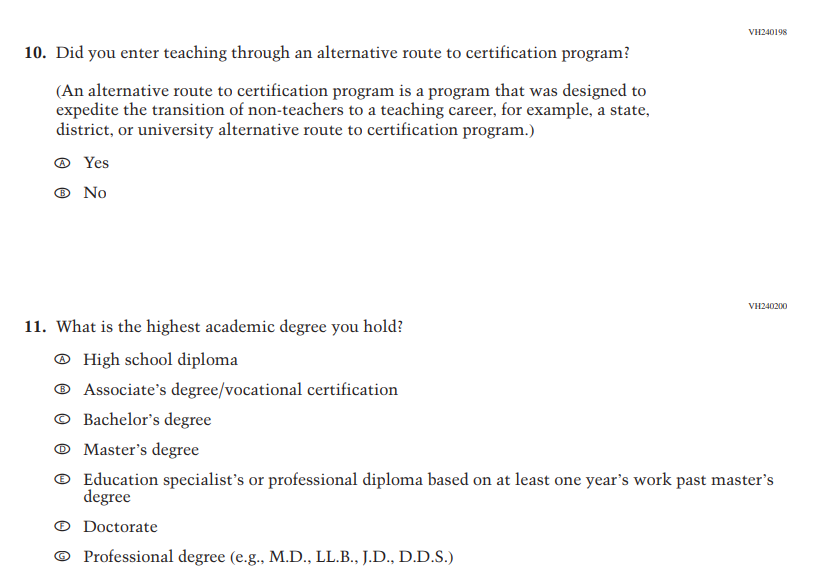 VH240198
10. Did you enter teaching through an alternative route to certification program?
(An alternative route to certification program is a program that was designed to
expedite the transition of non-teachers to a teaching career, for example, a state,
district, or university alternative route to certification program.)
A Yes
B No
VH240200
11. What is the highest academic degree you hold?
A High school diploma
B Associate’s degree/vocational certification
C Bachelor’s degree
D Master’s degree
E Education specialist’s or professional diploma based on at least one year’s work past master’s
degree
F Doctorate
G Professional degree (e.g., M.D., LL.B., J.D., D.D.S.)